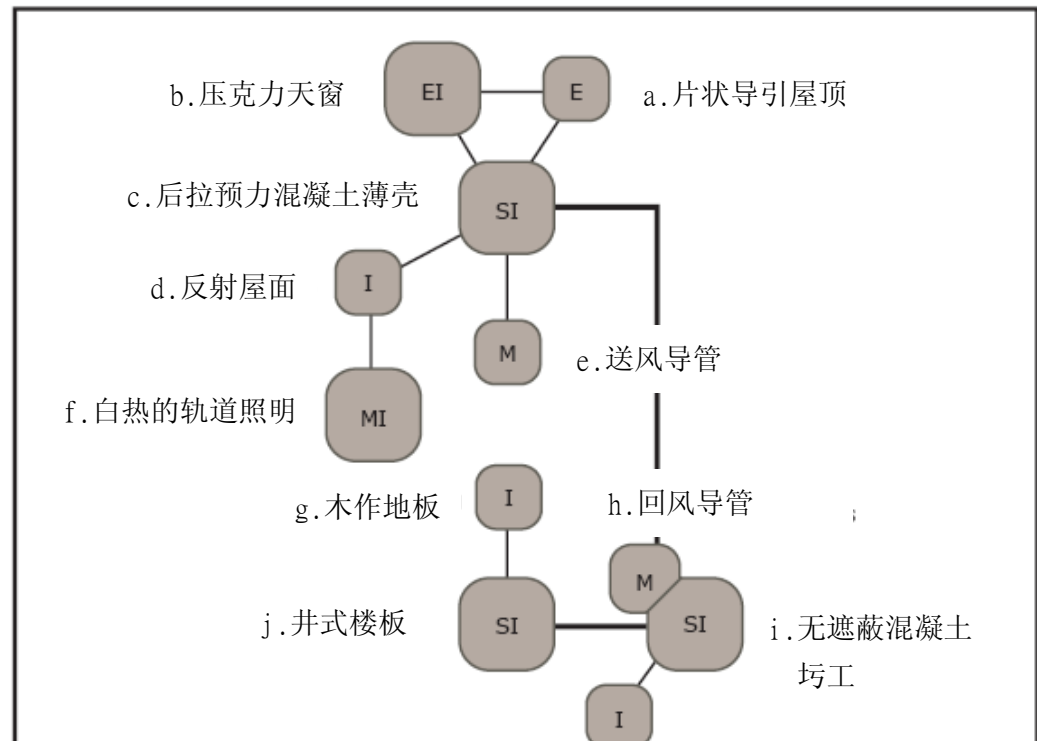 b.压克力天窗
EI
E
a.片状导引屋顶
c.后拉预力混凝土薄壳
SI
d.反射屋面
I
M
e.送风导管
f.白热的轨道照明
MI
g.木作地板
I
h.回风导管
M
j.井式楼板
SI
SI
i.无遮蔽混凝土
圬工
I